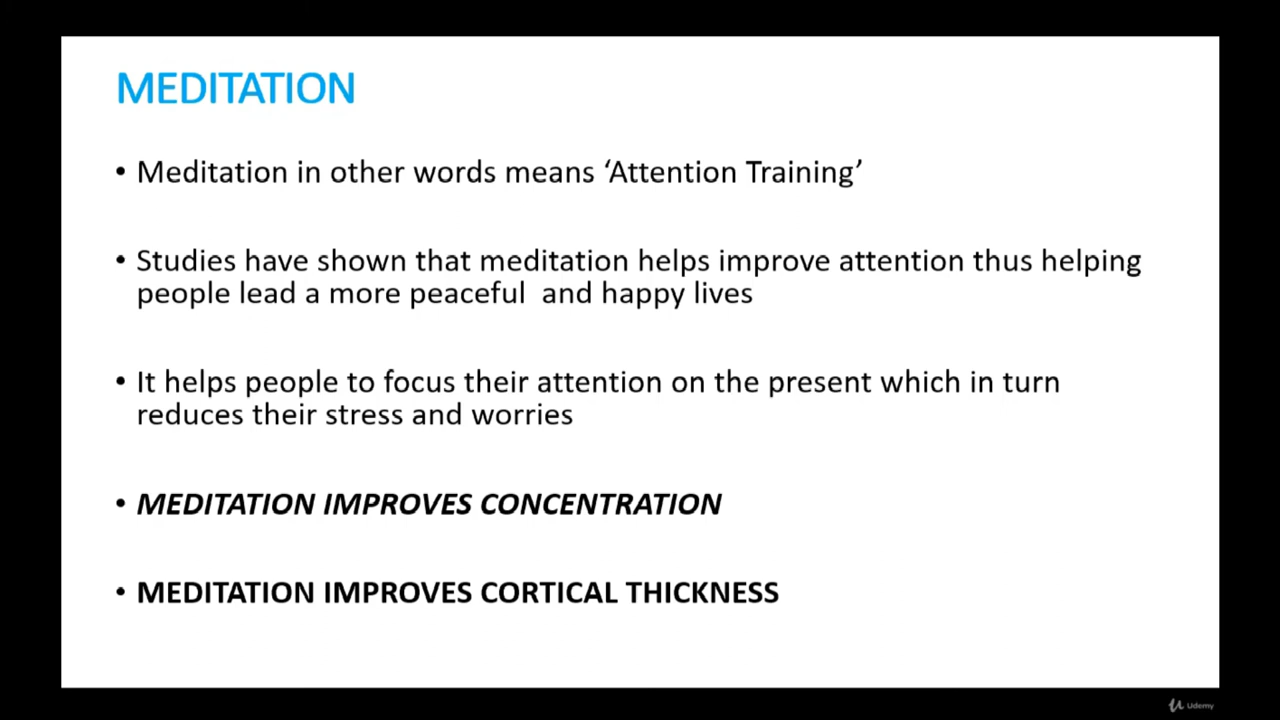 MEDITATION
• Meditation in other words means ‘Attention Training’
• Studies have shown that meditation helps improve attention thus helping
people lead a more peaceful  and happy lives
• It helps people to focus their attention on the present which in turn
reduces their stress and worries
• MEDITATION IMPROVES CONCENTRATION
• MEDITATION IMPROVES CORTICAL THICKNESS
Udemy